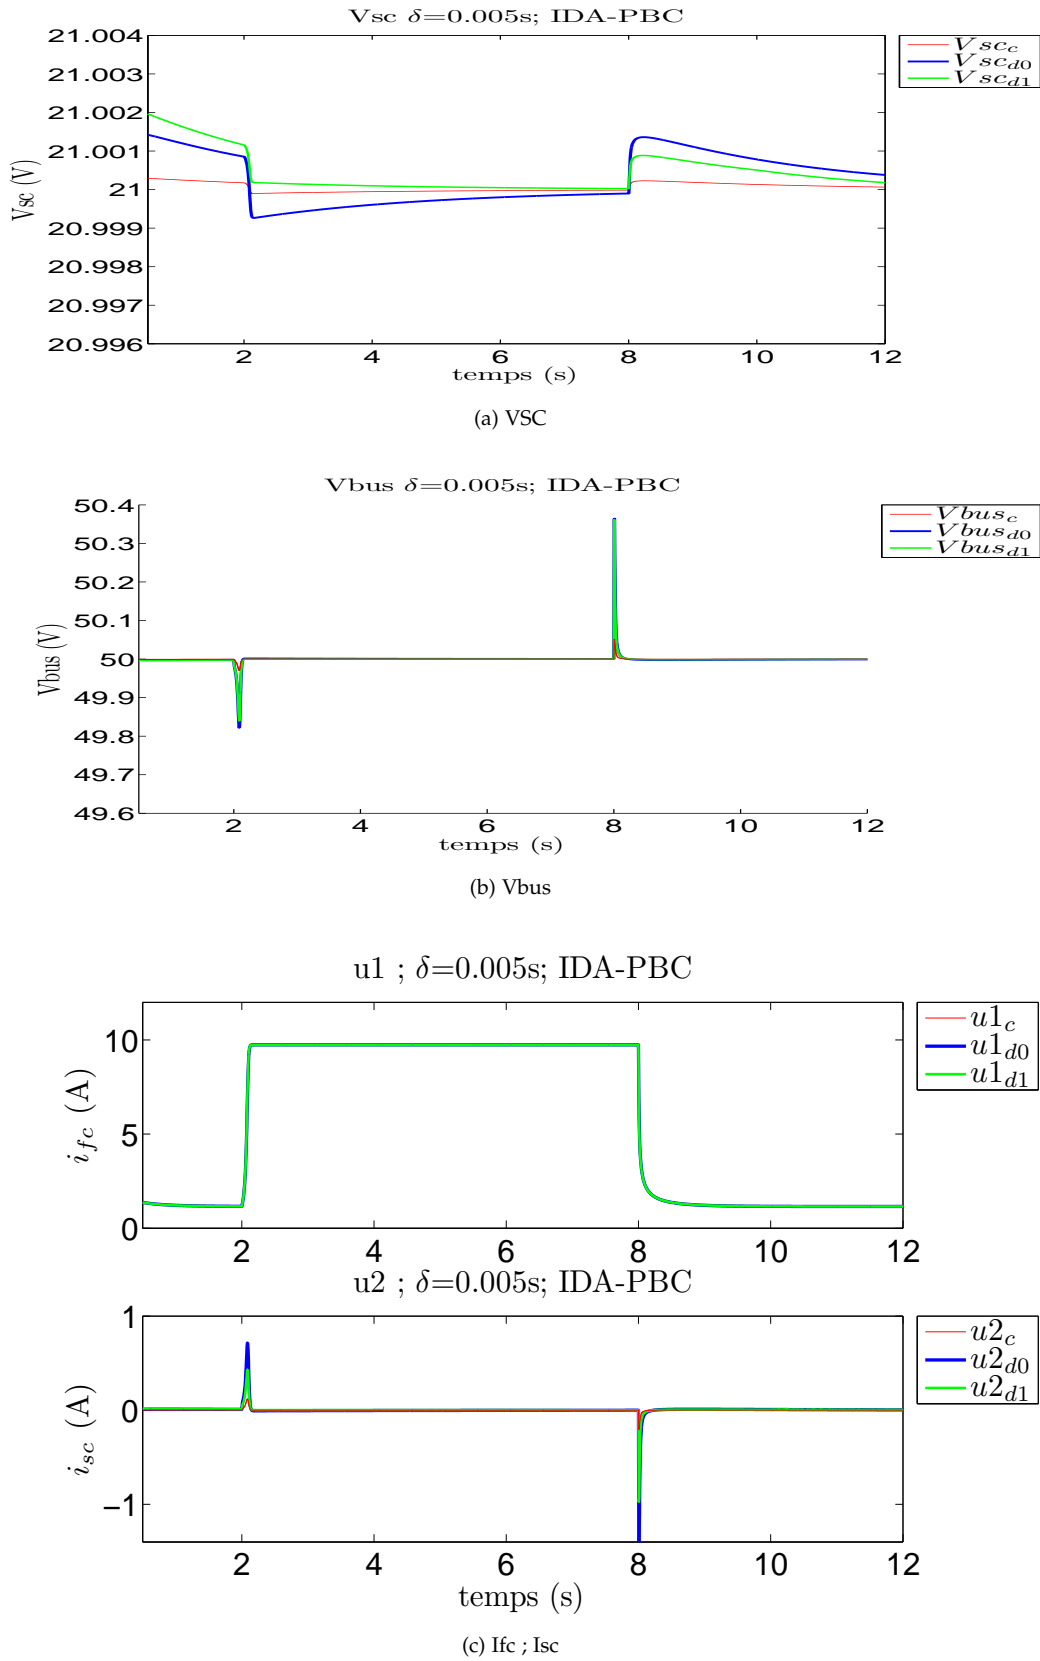 Vsc δ=0.005s; IDA-PBC
21.004
21.003
21.002
21.001
21
20.999
20.998
20.997
20.996
Vsc (V)
2 4 6 8 10 12
temps (s)
Vsc_c
Vsc_d0
Vsc_d1
(a) VSC
Vbus δ=0.005s; IDA-PBC
50.4
50.3
50.2
50.1
50
49.9
49.8
49.7
49.6
Vbus (V)
2 4 6 8 10 12
temps (s)
Vbus_c
Vbus_d0
Vbus_d1
(b) Vbus
u1 ; δ=0.005s; IDA-PBC
10
5
0
i_fc (A)
2 4 6 8 10 12
u1_c
u1_d0
u1_d1
u2 ; δ=0.005s; IDA-PBC
1
0
−1
i_sc (A)
2 4 6 8 10 12
temps (s)
u2_c
u2_d0
u2_d1
(c) Ifc ; Isc